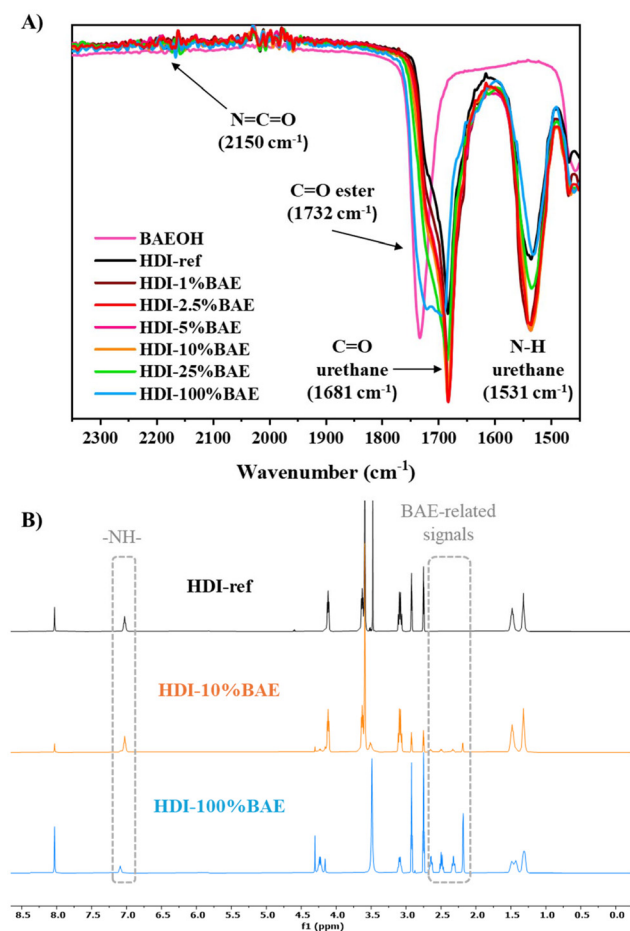 A)
N=C=O
(2150 cm⁻¹)
C=O ester
(1732 cm⁻¹)
BAEOH
HDI-ref
HDI-1%BAE
HDI-2.5%BAE
HDI-5%BAE
HDI-10%BAE
HDI-25%BAE
HDI-100%BAE
C=O
urethane
(1681 cm⁻¹)
N-H
urethane
(1531 cm⁻¹)
2300 2200 2100 2000 1900 1800 1700 1600 1500
Wavenumber (cm⁻¹)
B)
-NH-
BAE-related
signals
HDI-ref
HDI-10%BAE
HDI-100%BAE
8.5 8.0 7.5 7.0 6.5 6.0 5.5 5.0 4.5 4.0 3.5 3.0 2.5 2.0 1.5 1.0 0.5 0.0
f1 (ppm)